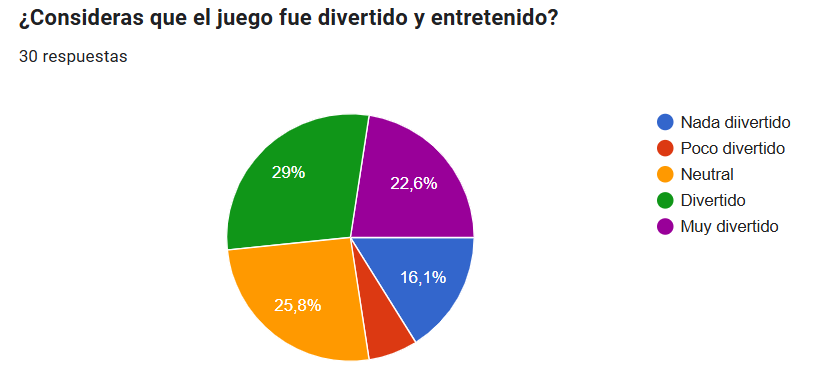 ¿Consideras que el juego fue divertido y entretenido?
30 respuestas
Nada diivertido
Poco divertido
Neutral
Divertido
Muy divertido
29%
22,6%
16,1%
25,8%